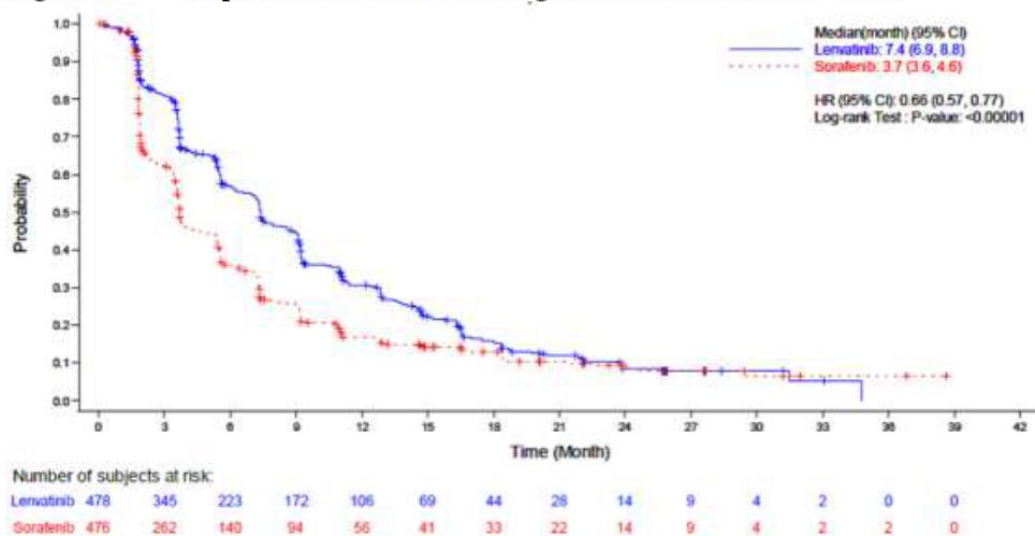 Median(month) (95% CI)
Lenvatinib: 7.4 (6.9, 8.8)
Sorafenib: 3.7 (3.6, 4.6)
HR (95% CI): 0.66 (0.57, 0.77)
Log-rank Test : P-value: <0.00001
Probability
1.0
0.9
0.8
0.7
0.6
0.5
0.4
0.3
0.2
0.1
0.0
0 3 6 9 12 15 18 21 24 27 30 33 36 39 42
Time (Month)
Number of subjects at risk:
Lenvatinib 478 345 223 172 106 69 44 28 14 9 4 2 0 0
Sorafenib 476 262 140 94 56 41 33 22 14 9 4 2 2 0